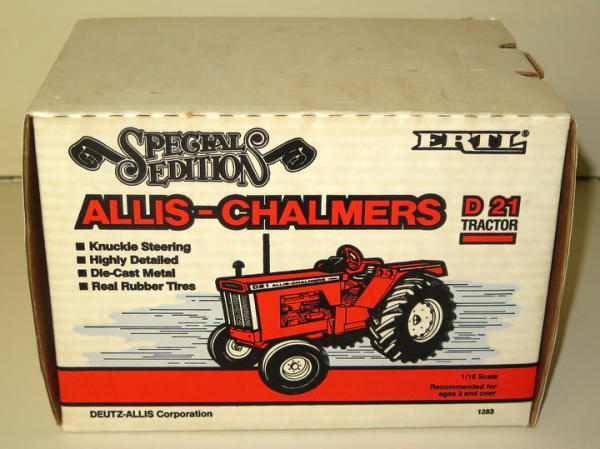 SPECIAL EDITION
ERTL®
ALLIS-CHALMERS D 21
TRACTOR
■ Knuckle Steering
■ Highly Detailed
■ Die-Cast Metal
■ Real Rubber Tires
D21 ALLIS-CHALMERS
1/16 Scale
Recommended for
ages 3 and over
DEUTZ-ALLIS Corporation
1283